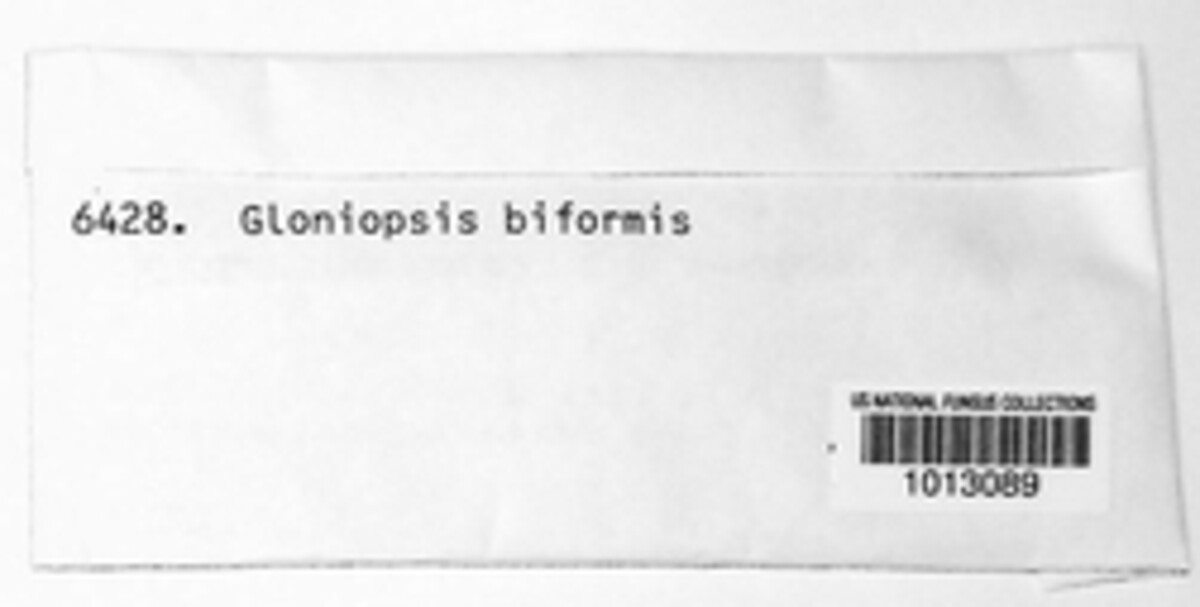 6428. Gloniopsis biformis
US NATIONAL FUNGUS COLLECTIONS
1013089